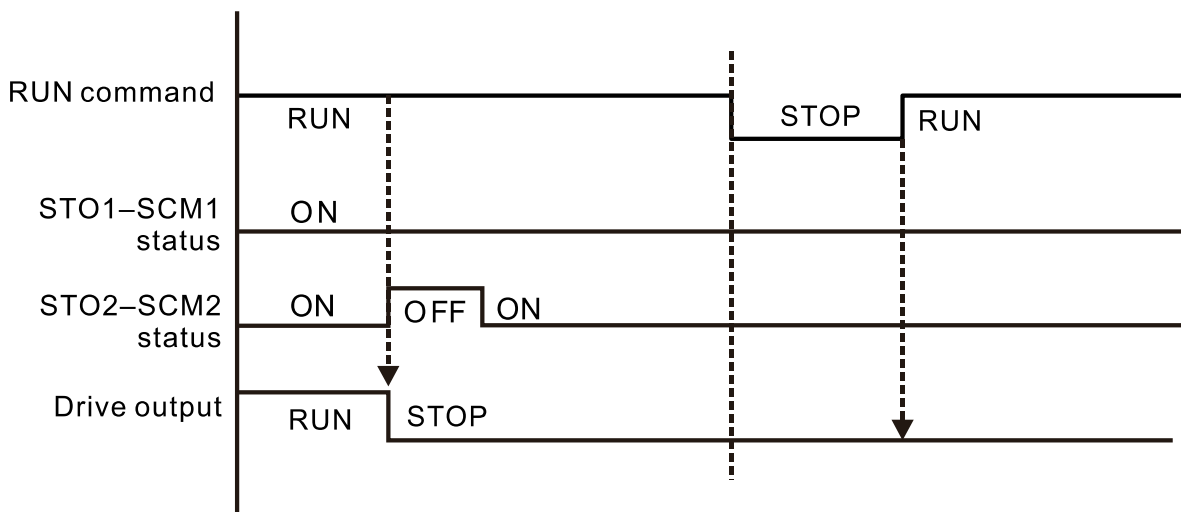 RUN command
RUN
STOP
RUN
STO1–SCM1
status
ON
STO2–SCM2
status
ON
OFF
ON
Drive output
RUN
STOP